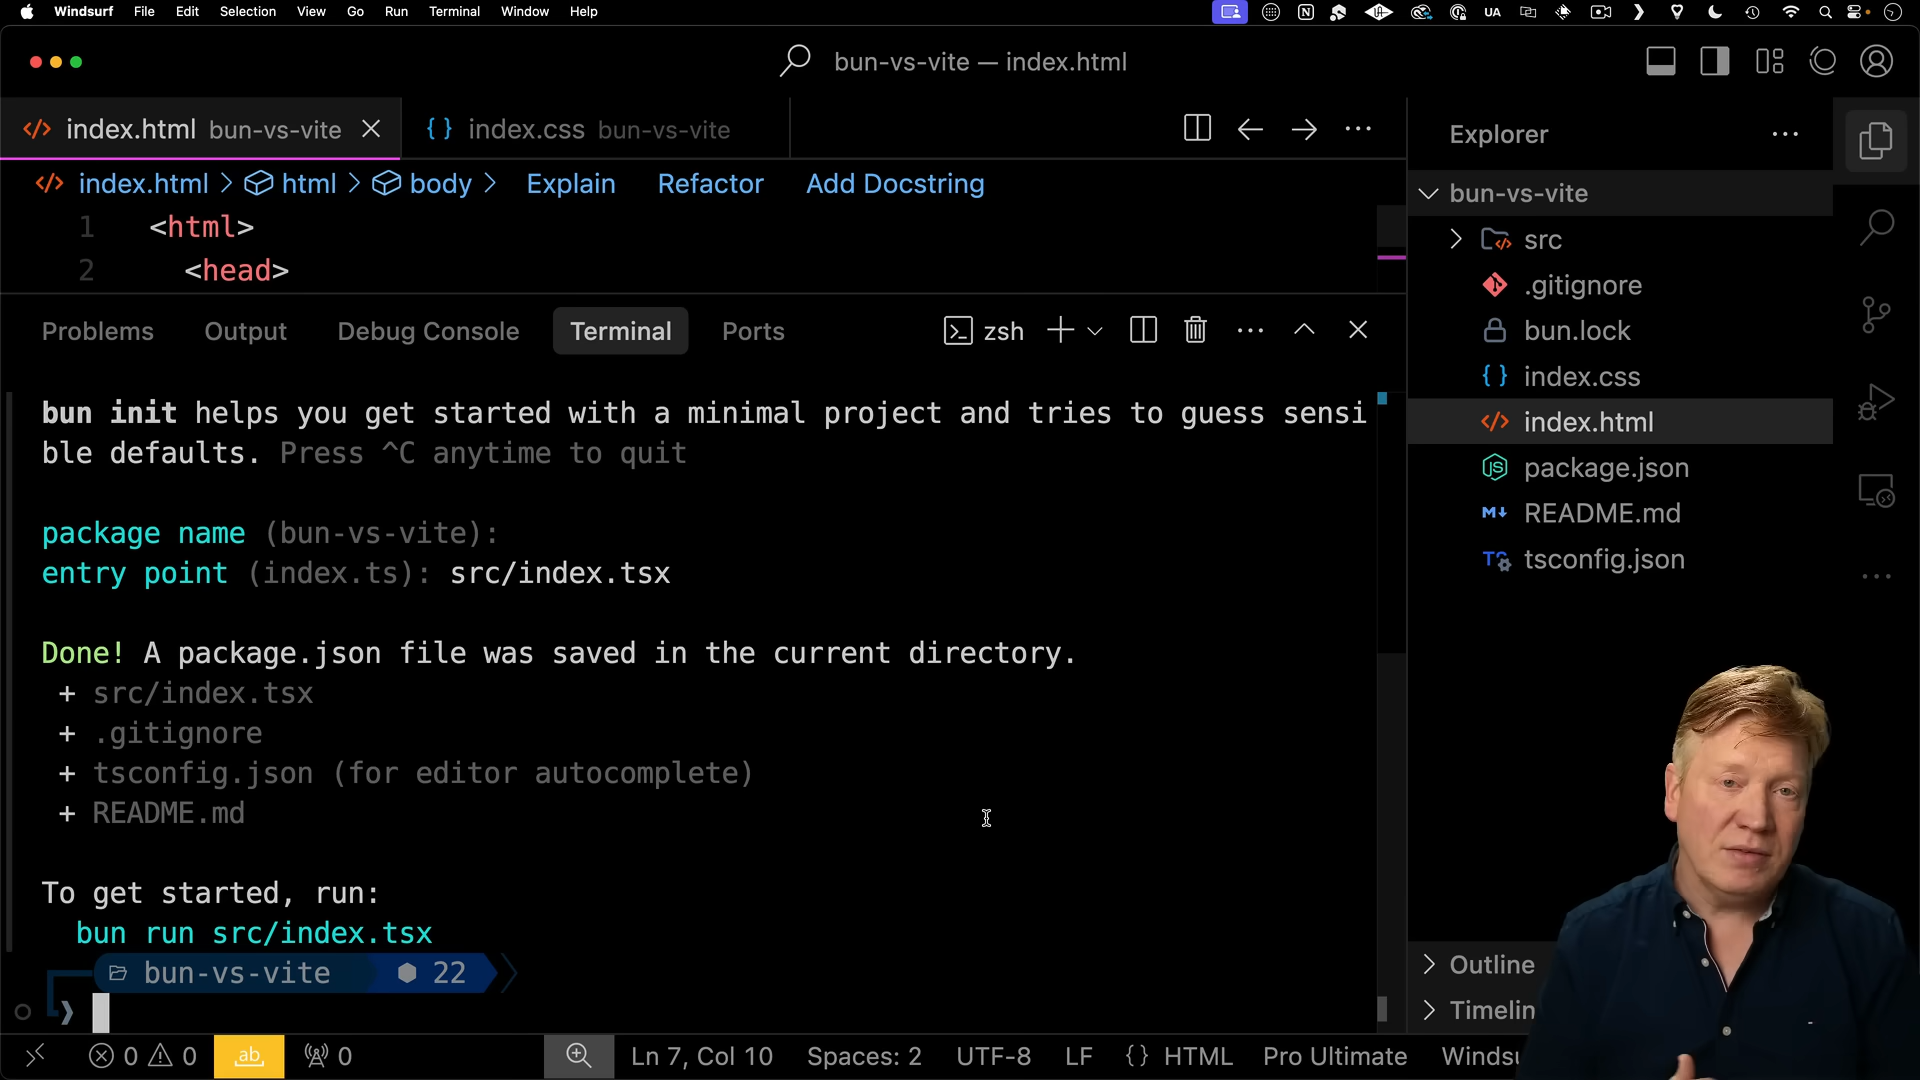 Windsurf File Edit Selection View Go Run Terminal Window Help
UA
bun-vs-vite — index.html
index.html bun-vs-vite
index.css bun-vs-vite
index.html > html > body > Explain Refactor Add Docstring
1 <html>
2 <head>
Problems Output Debug Console Terminal Ports zsh
bun init helps you get started with a minimal project and tries to guess sensi
ble defaults. Press ^C anytime to quit
package name (bun-vs-vite):
entry point (index.ts): src/index.tsx
Done! A package.json file was saved in the current directory.
+ src/index.tsx
+ .gitignore
+ tsconfig.json (for editor autocomplete)
+ README.md
To get started, run:
bun run src/index.tsx
bun-vs-vite 22
Explorer
bun-vs-vite
src
.gitignore
bun.lock
index.css
index.html
package.json
README.md
tsconfig.json
Outline
Timelin
0 0 ab 0 Ln 7, Col 10 Spaces: 2 UTF-8 LF {} HTML Pro Ultimate Windsu